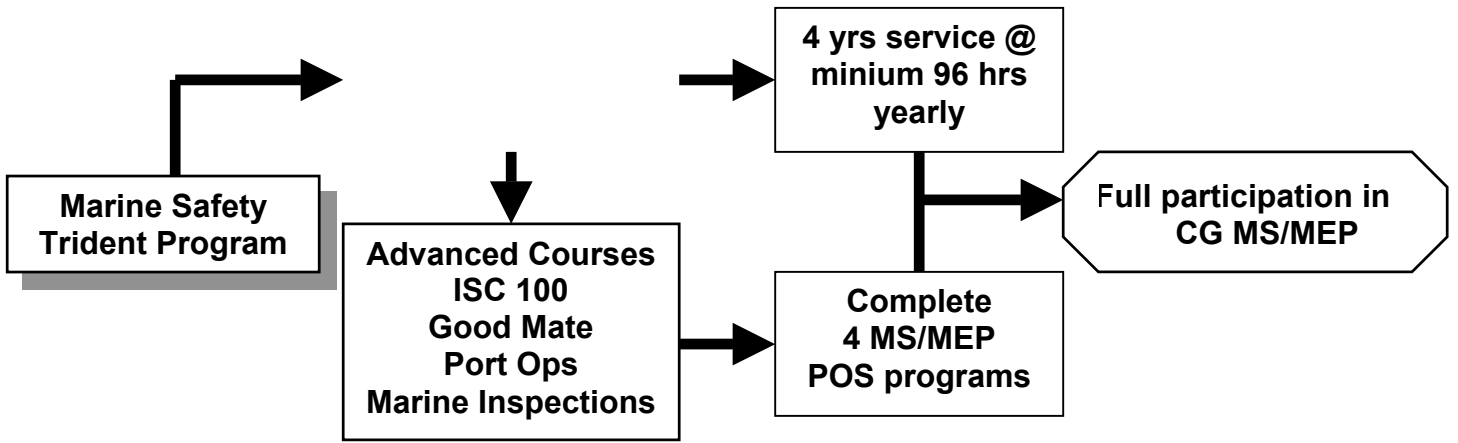 Marine Safety
Trident Program
Advanced Courses
ISC 100
Good Mate
Port Ops
Marine Inspections
4 yrs service @
minium 96 hrs
yearly
Complete
4 MS/MEP
POS programs
Full participation in
CG MS/MEP